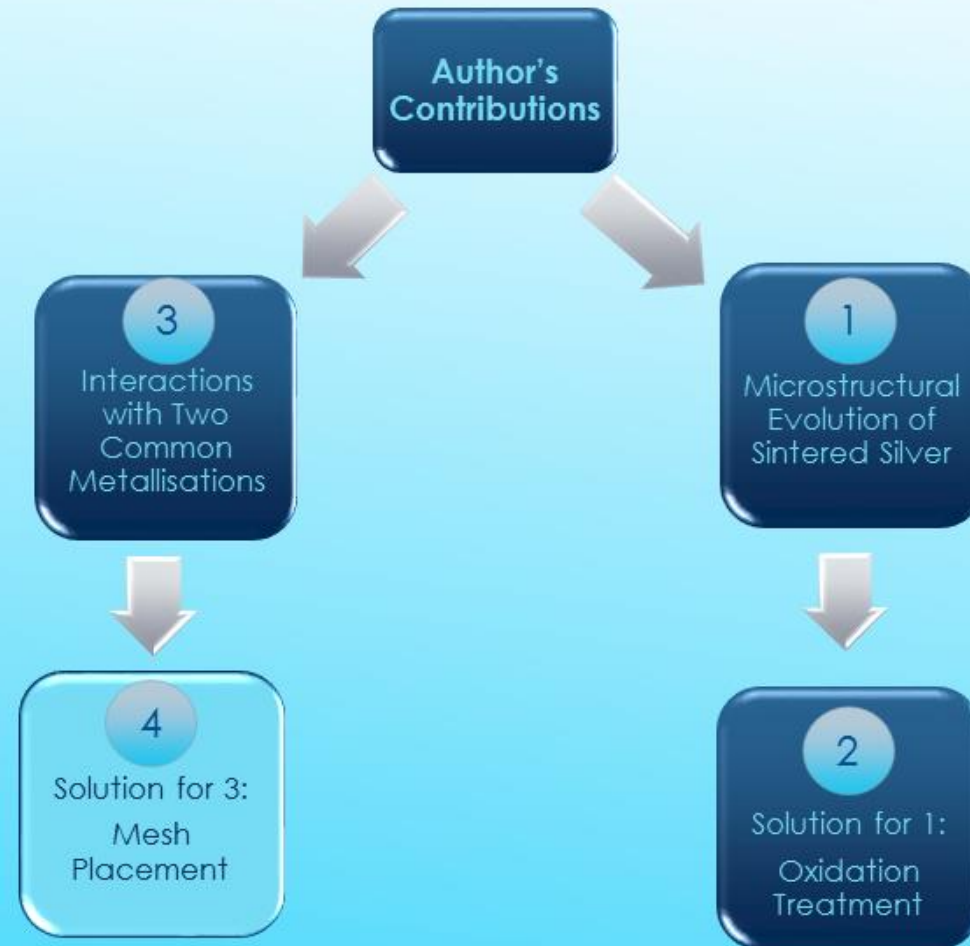 Author's
Contributions
3
Interactions
with Two
Common
Metallisations
1
Microstructural
Evolution of
Sintered Silver
4
Solution for 3:
Mesh
Placement
2
Solution for 1:
Oxidation
Treatment